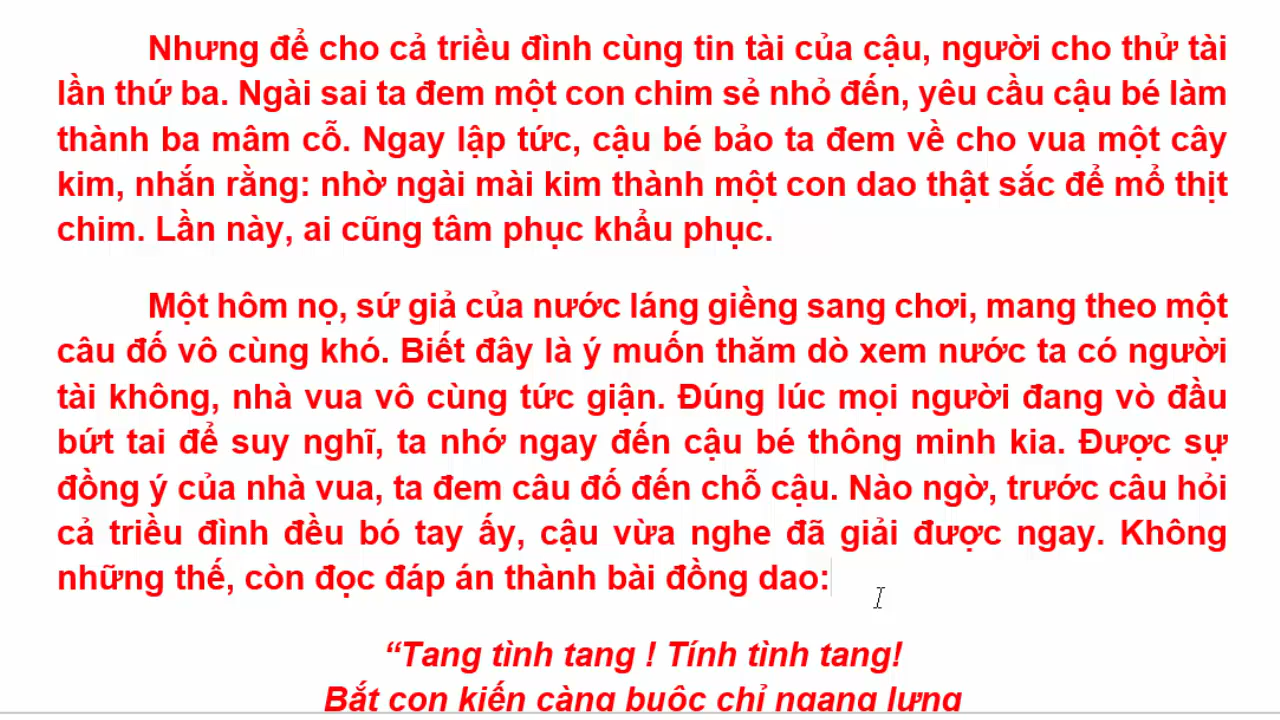 Nhưng để cho cả triều đình cùng tin tài của cậu, người cho thử tài
lần thứ ba. Ngài sai ta đem một con chim sẻ nhỏ đến, yêu cầu cậu bé làm
thành ba mâm cỗ. Ngay lập tức, cậu bé bảo ta đem về cho vua một cây
kim, nhắn rằng: nhờ ngài mài kim thành một con dao thật sắc để mổ thịt
chim. Lần này, ai cũng tâm phục khẩu phục.
Một hôm nọ, sứ giả của nước láng giềng sang chơi, mang theo một
câu đố vô cùng khó. Biết đây là ý muốn thăm dò xem nước ta có người
tài không, nhà vua vô cùng tức giận. Đúng lúc mọi người đang vò đầu
bứt tai để suy nghĩ, ta nhớ ngay đến cậu bé thông minh kia. Được sự
đồng ý của nhà vua, ta đem câu đố đến chỗ cậu. Nào ngờ, trước câu hỏi
cả triều đình đều bó tay ấy, cậu vừa nghe đã giải được ngay. Không
những thế, còn đọc đáp án thành bài đồng dao:
“Tang tình tang ! Tính tình tang!
Bắt con kiến càng buộc chỉ ngang lưng